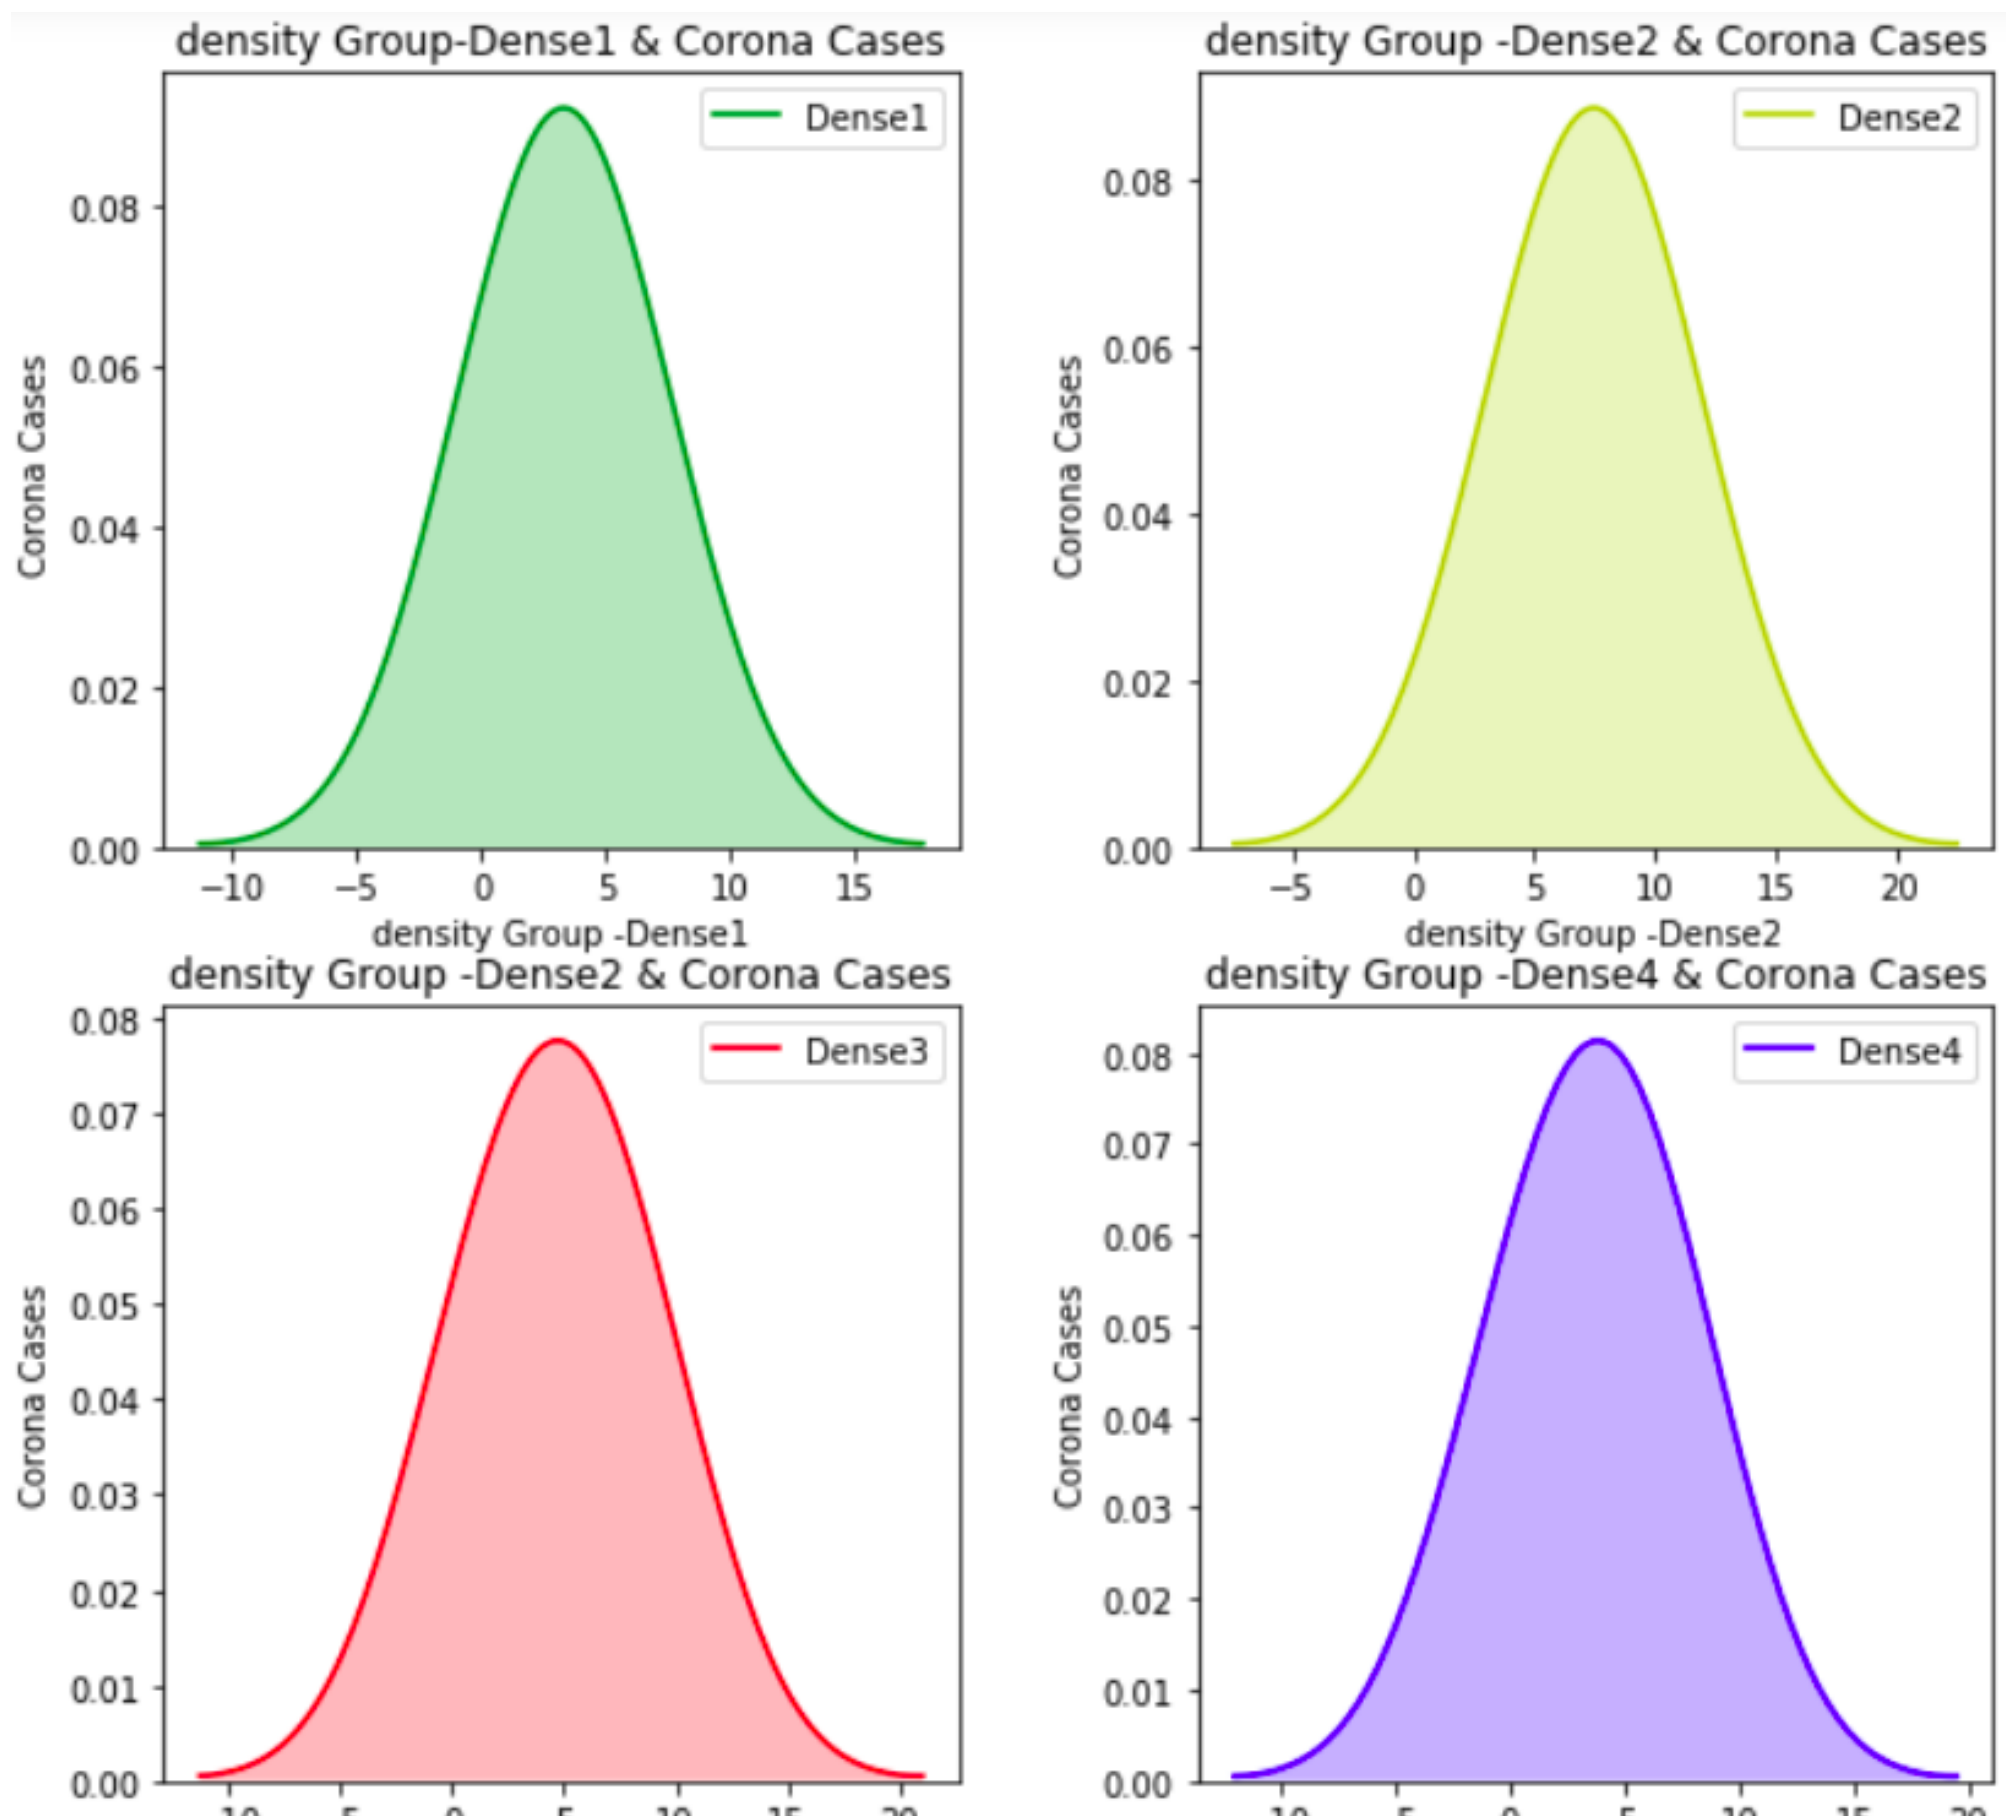 density Group-Dense1 & Corona Cases
Dense1
Corona Cases
0.08
0.06
0.04
0.02
0.00
−10 −5 0 5 10 15
density Group -Dense1
density Group -Dense2 & Corona Cases
Dense2
Corona Cases
0.08
0.06
0.04
0.02
0.00
−5 0 5 10 15 20
density Group -Dense2
density Group -Dense2 & Corona Cases
Dense3
Corona Cases
0.08
0.07
0.06
0.05
0.04
0.03
0.02
0.01
0.00
density Group -Dense4 & Corona Cases
Dense4
Corona Cases
0.08
0.07
0.06
0.05
0.04
0.03
0.02
0.01
0.00